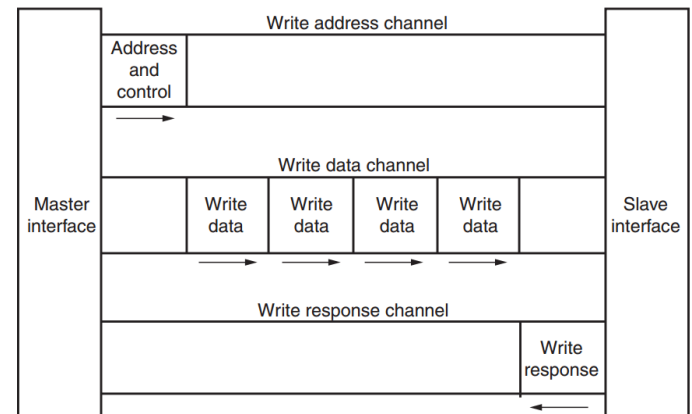 Write address channel
Address
and
control
Write data channel
Master
interface
Write
data
Write
data
Write
data
Write
data
Slave
interface
Write response channel
Write
response